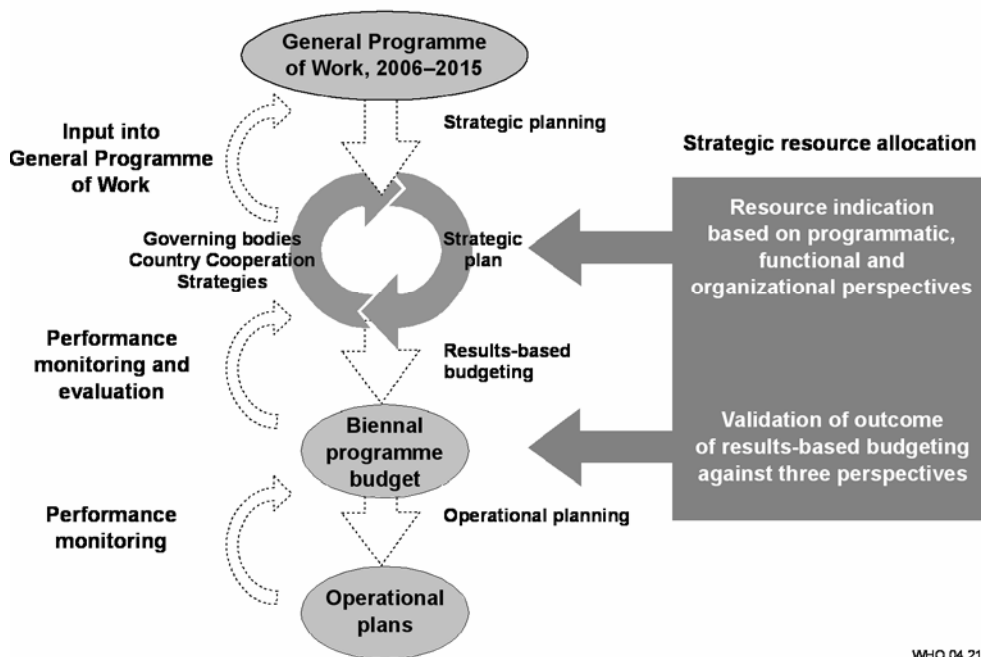 General Programme
of Work, 2006–2015
Input into
General Programme
of Work
Strategic planning
Strategic resource allocation
Governing bodies
Country Cooperation
Strategies
Strategic
plan
Resource indication
based on programmatic,
functional and
organizational perspectives
Performance
monitoring and
evaluation
Results-based
budgeting
Biennal
programme
budget
Validation of outcome
of results-based budgeting
against three perspectives
Performance
monitoring
Operational planning
Operational
plans
WHO 04.21